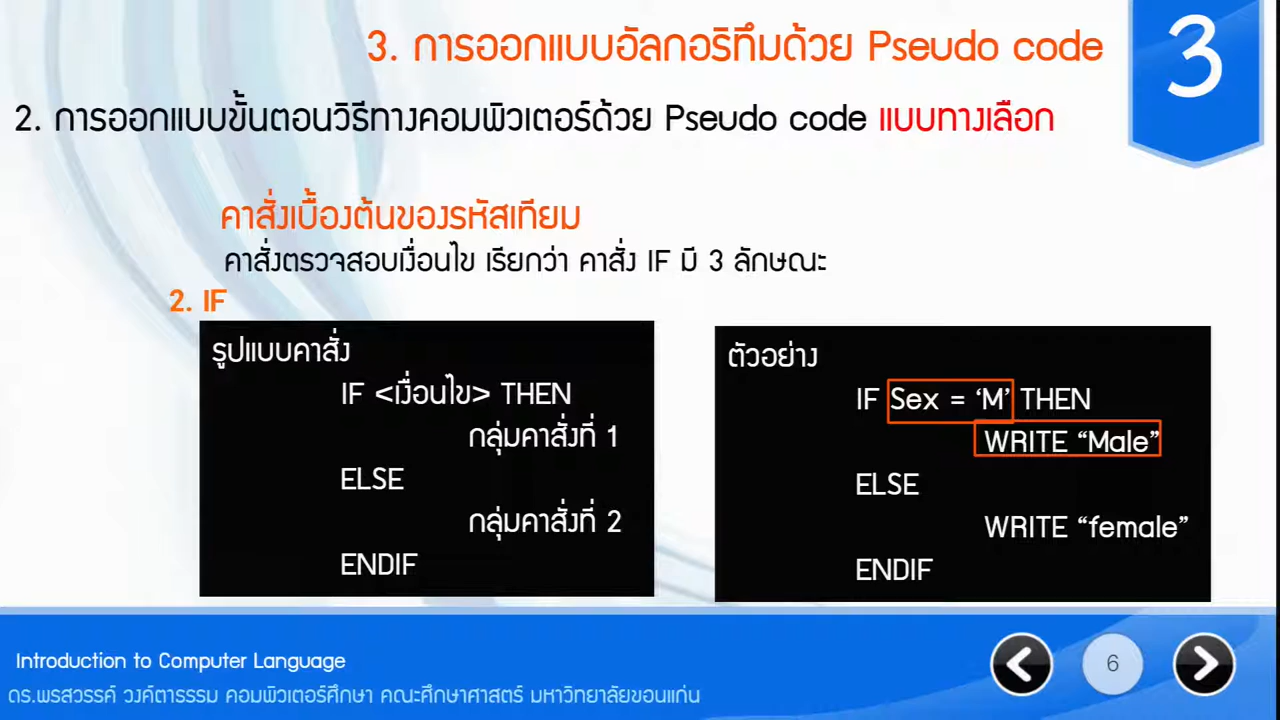 3. การออกแบบอัลกอริทึมด้วย Pseudo code
3
2. การออกแบบขั้นตอนวิธีทางคอมพิวเตอร์ด้วย Pseudo code แบบทางเลือก
คาสั่งเบื้องต้นของรหัสเทียม
คาสั่งตรวจสอบเงื่อนไข เรียกว่า คาสั่ง IF มี 3 ลักษณะ
2. IF
รูปแบบคาสั่ง
IF <เงื่อนไข> THEN
กลุ่มคาสั่งที่ 1
ELSE
กลุ่มคาสั่งที่ 2
ENDIF
ตัวอย่าง
IF Sex = ‘M’ THEN
WRITE “Male”
ELSE
WRITE “female”
ENDIF
Introduction to Computer Language
ดร.พรสวรรค์ วงค์ตาธรรม คอมพิวเตอร์ศึกษา คณะศึกษาศาสตร์ มหาวิทยาลัยขอนแก่น
6